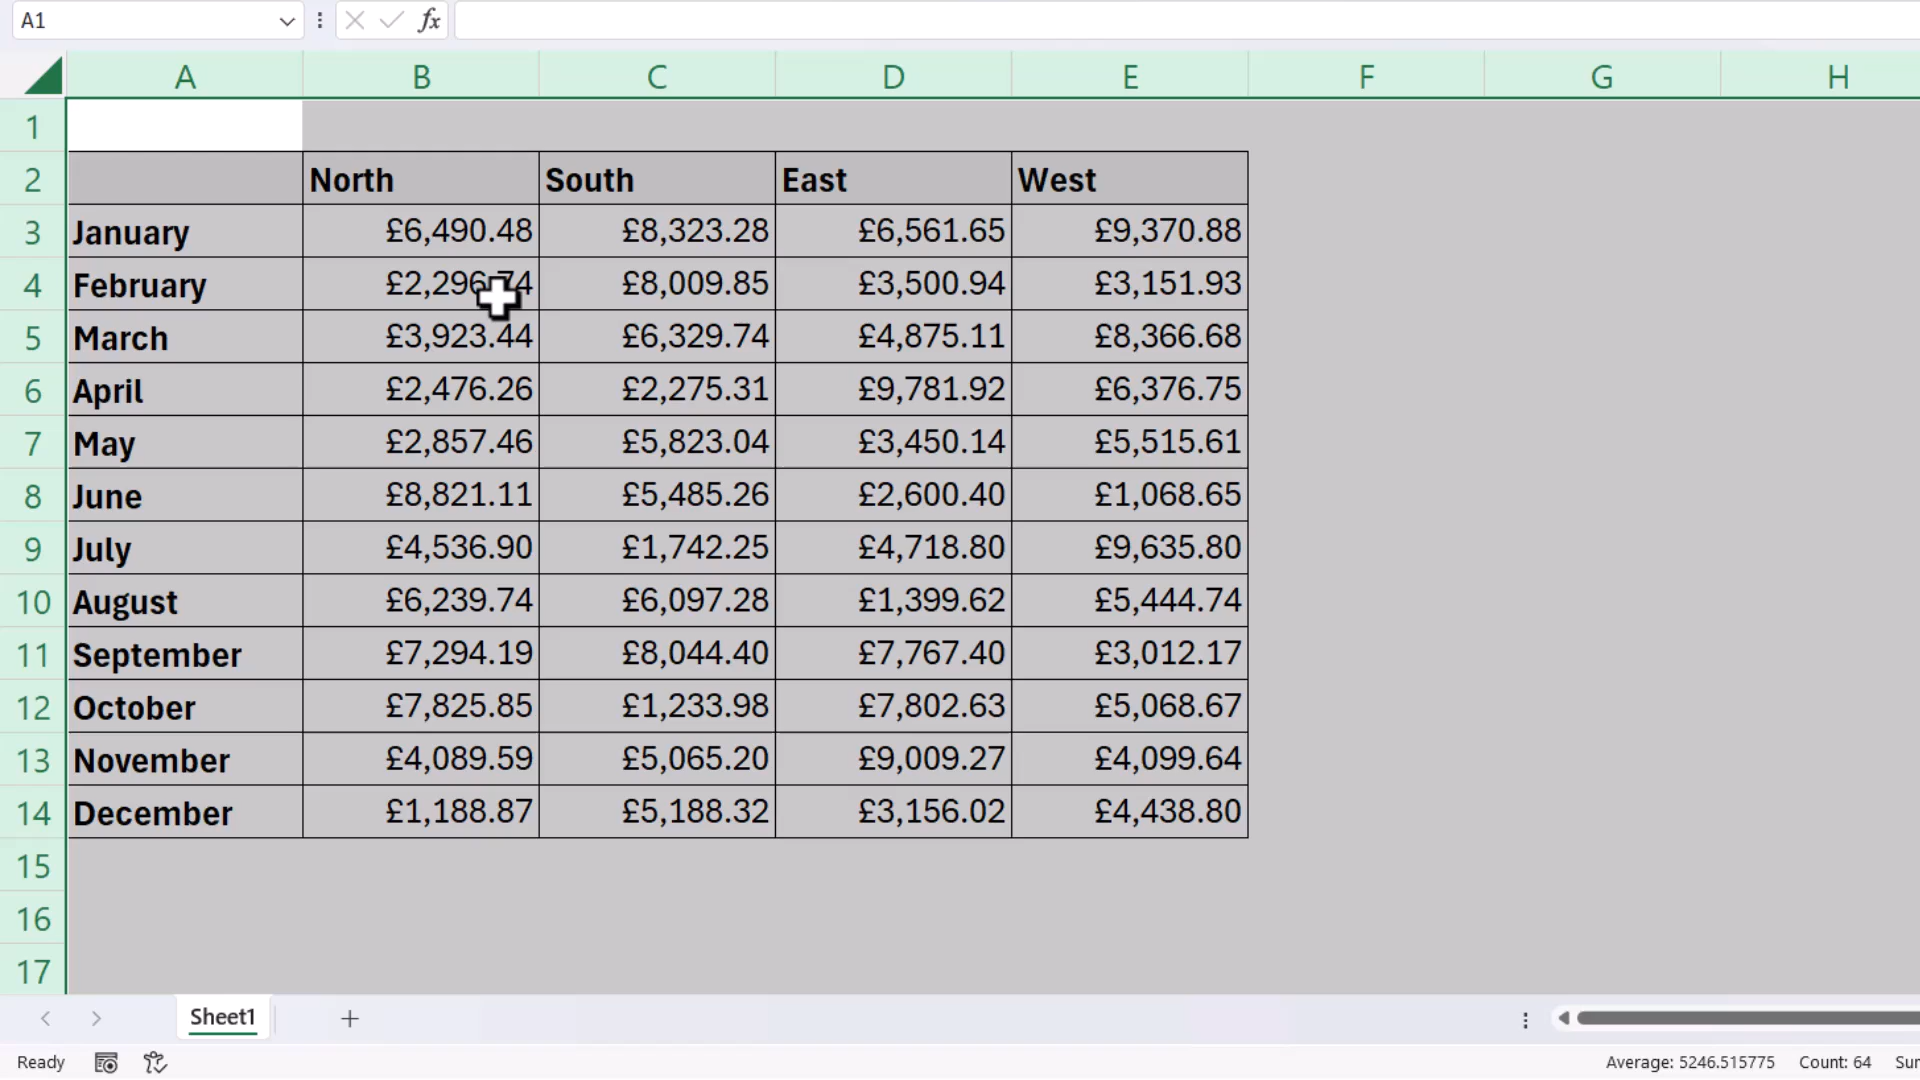 A1 fx
A B C D E F G H
1
2 North South East West
3 January £6,490.48 £8,323.28 £6,561.65 £9,370.88
4 February £2,296.74 £8,009.85 £3,500.94 £3,151.93
5 March £3,923.44 £6,329.74 £4,875.11 £8,366.68
6 April £2,476.26 £2,275.31 £9,781.92 £6,376.75
7 May £2,857.46 £5,823.04 £3,450.14 £5,515.61
8 June £8,821.11 £5,485.26 £2,600.40 £1,068.65
9 July £4,536.90 £1,742.25 £4,718.80 £9,635.80
10 August £6,239.74 £6,097.28 £1,399.62 £5,444.74
11 September £7,294.19 £8,044.40 £7,767.40 £3,012.17
12 October £7,825.85 £1,233.98 £7,802.63 £5,068.67
13 November £4,089.59 £5,065.20 £9,009.27 £4,099.64
14 December £1,188.87 £5,188.32 £3,156.02 £4,438.80
15
16
17
Sheet1
Ready Average: 5246.515775 Count: 64